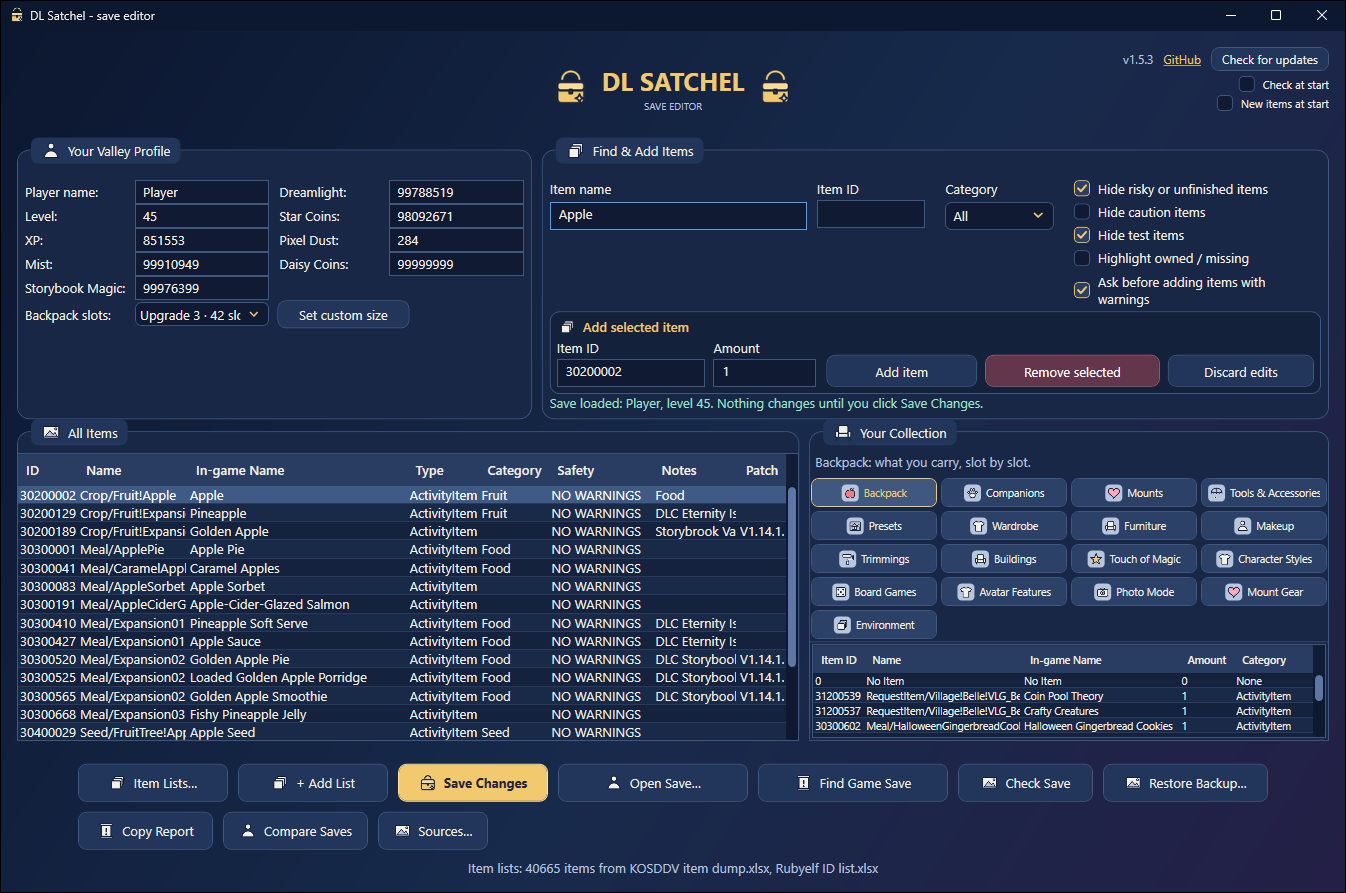 DL Satchel - save editor
v1.5.3 GitHub Check for updates
Check at start
New items at start
DL SATCHEL
SAVE EDITOR
Your Valley Profile
Player name: Player Dreamlight: 99788519
Level: 45 Star Coins: 98092671
XP: 851553 Pixel Dust: 284
Mist: 99910949 Daisy Coins: 99999999
Storybook Magic: 99976399
Backpack slots: Upgrade 3 · 42 slc Set custom size
Find & Add Items
Item name Item ID Category
Apple All
Hide risky or unfinished items
Hide caution items
Hide test items
Highlight owned / missing
Ask before adding items with
warnings
Add selected item
Item ID Amount
30200002 1 Add item Remove selected Discard edits
Save loaded: Player, level 45. Nothing changes until you click Save Changes.
All Items
ID Name In-game Name Type Category Safety Notes Patch
30200002 Crop/Fruit!Apple Apple ActivityItem Fruit NO WARNINGS Food
30200129 Crop/Fruit!Expansi Pineapple ActivityItem Fruit NO WARNINGS DLC Eternity Is
30200189 Crop/Fruit!Expansi Golden Apple ActivityItem NO WARNINGS Storybrook Va V1.14.1.
30300001 Meal/ApplePie Apple Pie ActivityItem Food NO WARNINGS
30300041 Meal/CaramelAppl Caramel Apples ActivityItem Food NO WARNINGS
30300083 Meal/AppleSorbet Apple Sorbet ActivityItem NO WARNINGS
30300191 Meal/AppleCiderG Apple-Cider-Glazed Salmon ActivityItem NO WARNINGS
30300410 Meal/Expansion01 Pineapple Soft Serve ActivityItem Food NO WARNINGS DLC Eternity Is
30300427 Meal/Expansion01 Apple Sauce ActivityItem Food NO WARNINGS DLC Eternity Is
30300520 Meal/Expansion02 Golden Apple Pie ActivityItem Food NO WARNINGS DLC Storybool V1.14.1.
30300525 Meal/Expansion02 Loaded Golden Apple Porridge ActivityItem Food NO WARNINGS DLC Storybool V1.14.1.
30300565 Meal/Expansion02 Golden Apple Smoothie ActivityItem Food NO WARNINGS DLC Storybool V1.14.1.
30300668 Meal/Expansion03 Fishy Pineapple Jelly ActivityItem NO WARNINGS
30400029 Seed/FruitTree!App Apple Seed ActivityItem Seed NO WARNINGS
Your Collection
Backpack: what you carry, slot by slot.
Backpack Companions Mounts Tools & Accessories
Presets Wardrobe Furniture Makeup
Trimmings Buildings Touch of Magic Character Styles
Board Games Avatar Features Photo Mode Mount Gear
Environment
Item ID Name In-game Name Amount Category
0 No Item No Item 0 None
31200539 RequestItem/Village!Belle!VLG_Be Coin Pool Theory 1 ActivityItem
31200537 RequestItem/Village!Belle!VLG_Be Crafty Creatures 1 ActivityItem
30300602 Meal/HalloweenGingerbreadCool Halloween Gingerbread Cookies 1 ActivityItem
Item Lists... + Add List Save Changes Open Save... Find Game Save Check Save Restore Backup...
Copy Report Compare Saves Sources...
Item lists: 40665 items from KOSDDV item dump.xlsx, Rubyelf ID list.xlsx